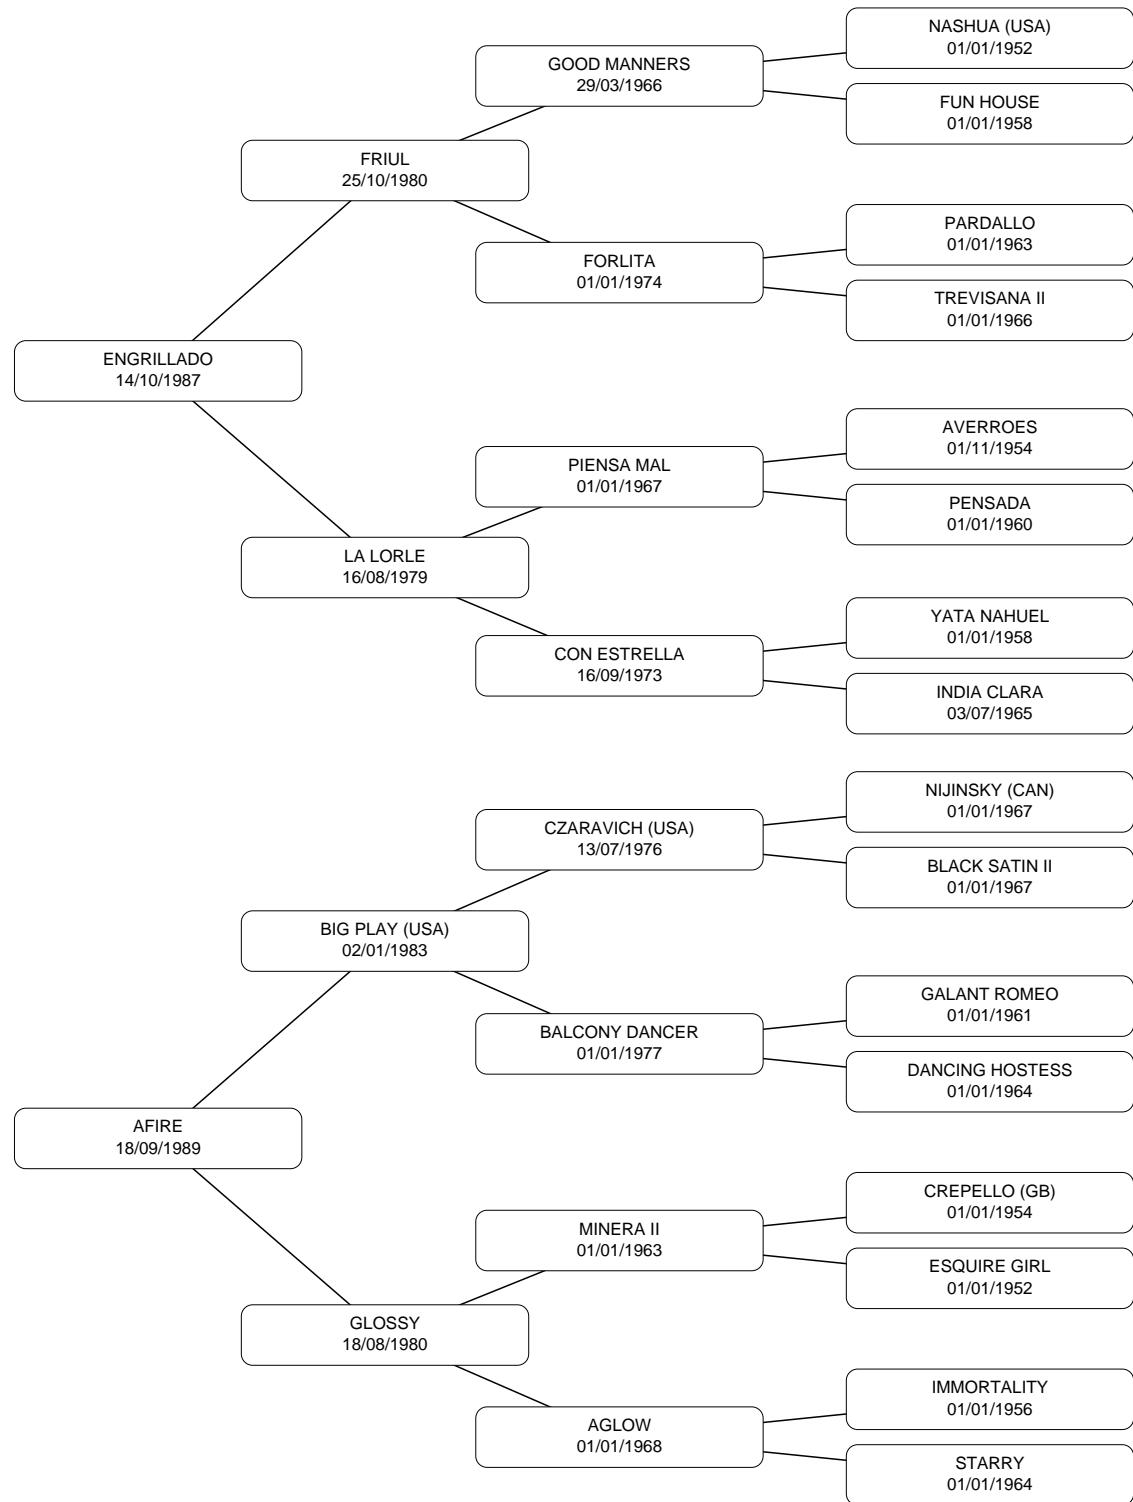 NASHUA (USA)
01/01/1952
GOOD MANNERS
29/03/1966
FUN HOUSE
01/01/1958
FRIUL
25/10/1980
PARDALLO
01/01/1963
FORLITA
01/01/1974
TREVISANA II
01/01/1966
ENGRILLADO
14/10/1987
AVERROES
01/11/1954
PIENSA MAL
01/01/1967
PENSADA
01/01/1960
LA LORLE
16/08/1979
YATA NAHUEL
01/01/1958
CON ESTRELLA
16/09/1973
INDIA CLARA
03/07/1965
NIJINSKY (CAN)
01/01/1967
CZARAVICH (USA)
13/07/1976
BLACK SATIN II
01/01/1967
BIG PLAY (USA)
02/01/1983
GALANT ROMEO
01/01/1961
BALCONY DANCER
01/01/1977
DANCING HOSTESS
01/01/1964
AFIRE
18/09/1989
CREPELLO (GB)
01/01/1954
MINERA II
01/01/1963
ESQUIRE GIRL
01/01/1952
GLOSSY
18/08/1980
IMMORTALITY
01/01/1956
AGLOW
01/01/1968
STARRY
01/01/1964